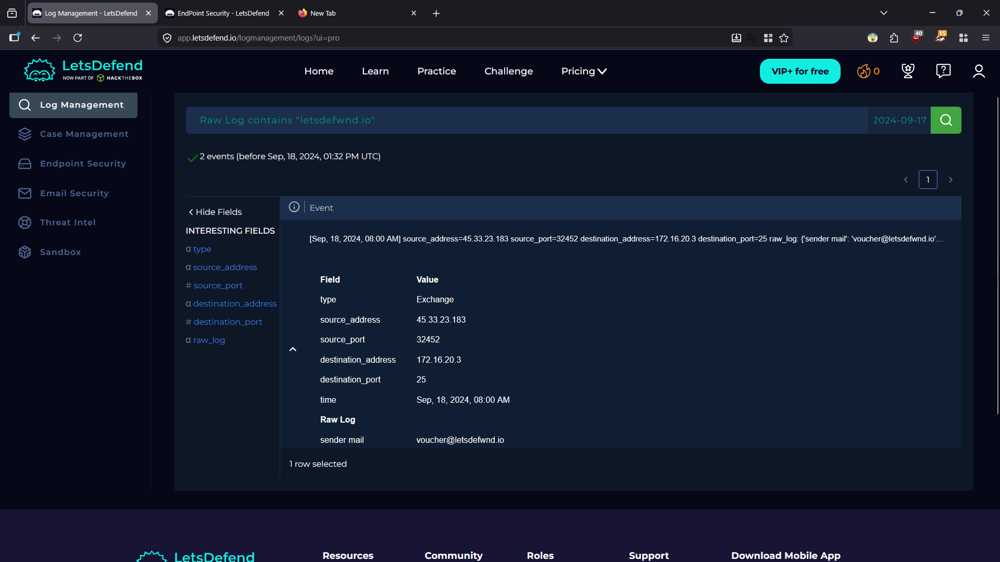 Log Management - LetsDefend
EndPoint Security - LetsDefend
New Tab
app.letsdefend.io/logmanagement/logs?ui=pro
40
15
LetsDefend
NOW PART OF HACKTHEBOX
Home
Learn
Practice
Challenge
Pricing
VIP+ for free
0
Log Management
Case Management
Endpoint Security
Email Security
Threat Intel
Sandbox
Raw Log contains "letsdefwnd.io"
2024-09-17
2 events (before Sep, 18, 2024, 01:32 PM UTC)
1
Hide Fields
INTERESTING FIELDS
α type
α source_address
# source_port
α destination_address
# destination_port
α raw_log
Event
[Sep, 18, 2024, 08:00 AM] source_address=45.33.23.183 source_port=32452 destination_address=172.16.20.3 destination_port=25 raw_log: {'sender mail': 'voucher@letsdefwnd.io'...
Field Value
type Exchange
source_address 45.33.23.183
source_port 32452
destination_address 172.16.20.3
destination_port 25
time Sep, 18, 2024, 08:00 AM
Raw Log
sender mail voucher@letsdefwnd.io
1 row selected
LetsDefend
Resources
Community
Roles
Support
Download Mobile App